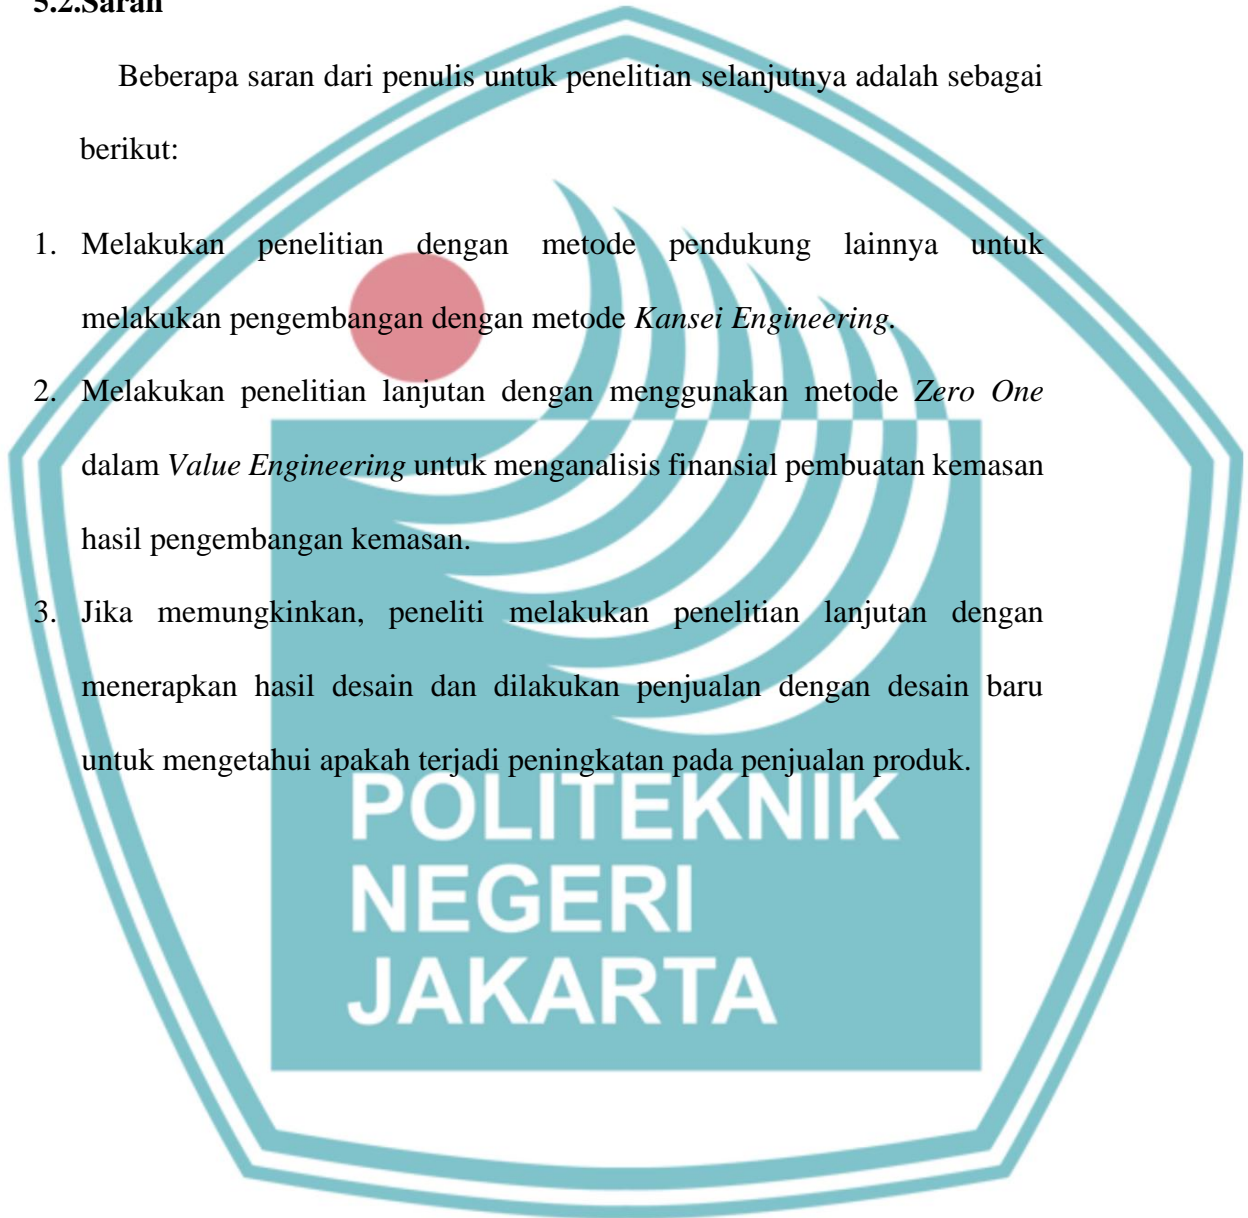 5.2.Saran
Beberapa saran dari penulis untuk penelitian selanjutnya adalah sebagai
berikut:
1. Melakukan penelitian dengan metode pendukung lainnya untuk
melakukan pengembangan dengan metode Kansei Engineering.
2. Melakukan penelitian lanjutan dengan menggunakan metode Zero One
dalam Value Engineering untuk menganalisis finansial pembuatan kemasan
hasil pengembangan kemasan.
3. Jika memungkinkan, peneliti melakukan penelitian lanjutan dengan
menerapkan hasil desain dan dilakukan penjualan dengan desain baru
untuk mengetahui apakah terjadi peningkatan pada penjualan produk.
POLITEKNIK
NEGERI
JAKARTA